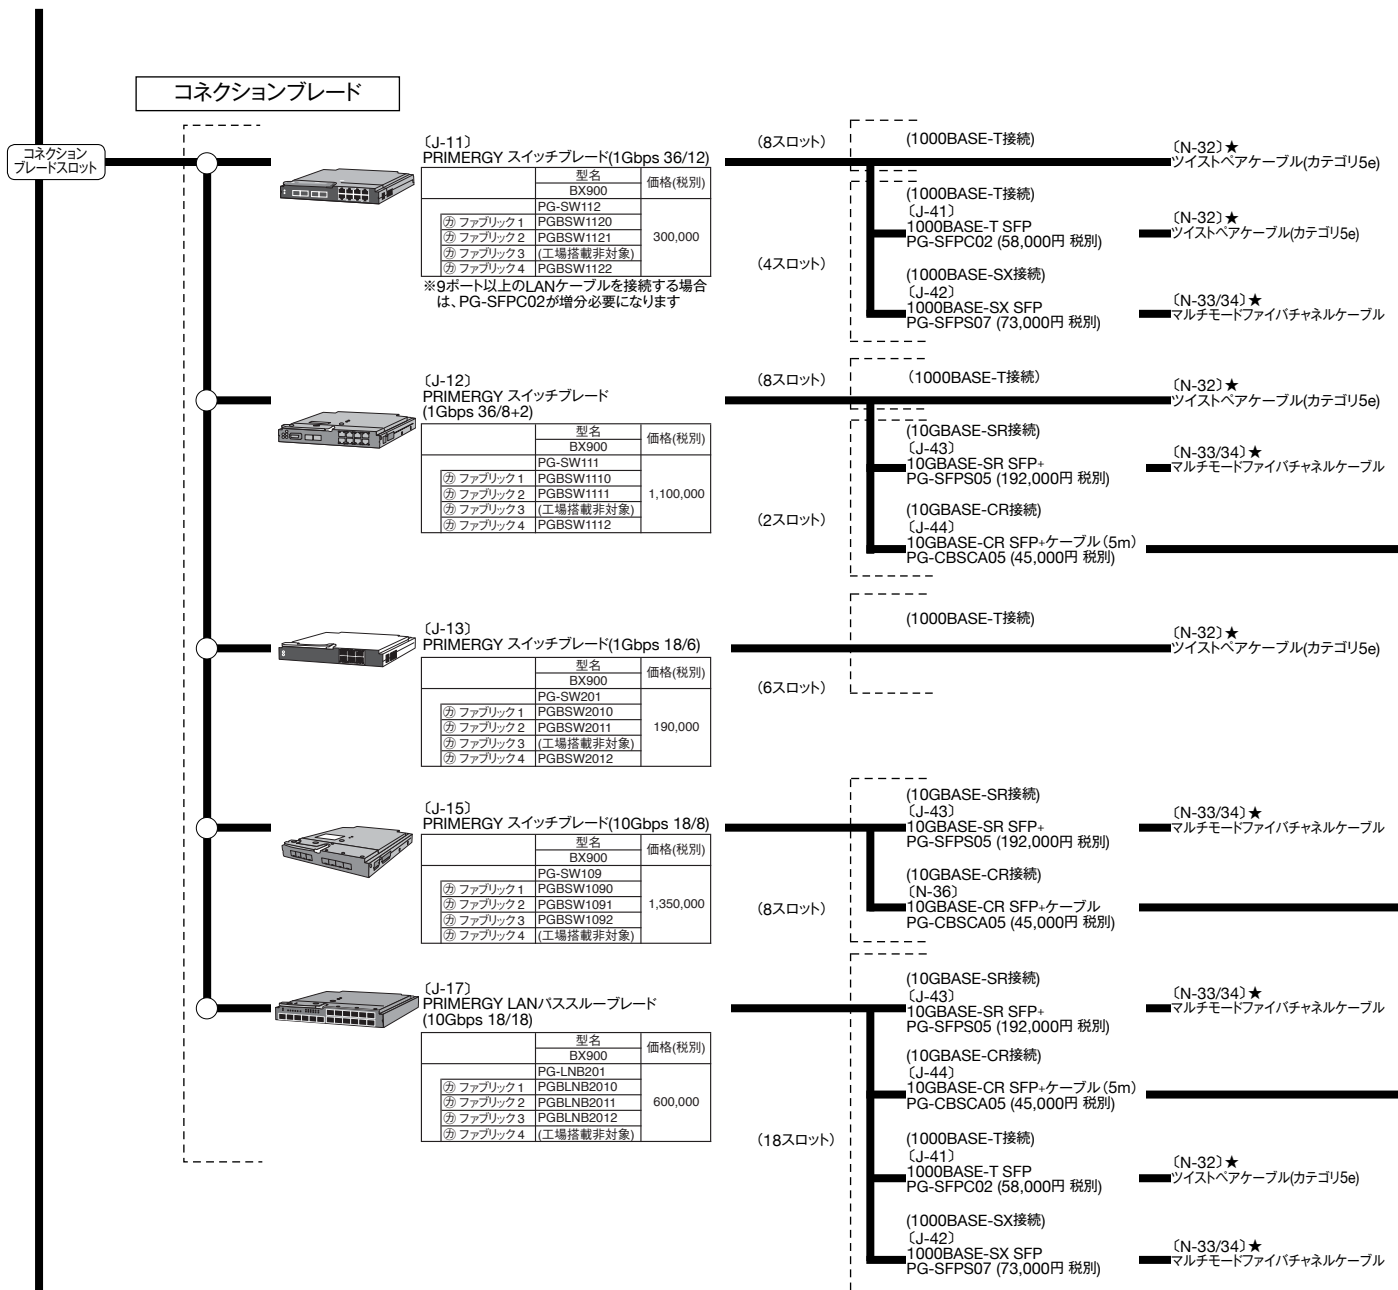 コネクションブレード
コネクション
ブレードスロット
〔J-11〕
PRIMERGY スイッチブレード(1Gbps 36/12)
型名 価格(税別)
BX900
PG-SW112
㋕ ファブリック1 PGBSW1120
㋕ ファブリック2 PGBSW1121 300,000
㋕ ファブリック3 (工場搭載非対象)
㋕ ファブリック4 PGBSW1122
※9ポート以上のLANケーブルを接続する場合
は、PG-SFPC02が増分必要になります
(8スロット)
(1000BASE-T接続)
〔N-32〕★
ツイストペアケーブル(カテゴリ5e)
(4スロット)
(1000BASE-T接続)
〔J-41〕
1000BASE-T SFP
PG-SFPC02 (58,000円 税別)
〔N-32〕★
ツイストペアケーブル(カテゴリ5e)
(1000BASE-SX接続)
〔J-42〕
1000BASE-SX SFP
PG-SFPS07 (73,000円 税別)
〔N-33/34〕★
マルチモードファイバチャネルケーブル
〔J-12〕
PRIMERGY スイッチブレード
(1Gbps 36/8+2)
型名 価格(税別)
BX900
PG-SW111
㋕ ファブリック1 PGBSW1110
㋕ ファブリック2 PGBSW1111 1,100,000
㋕ ファブリック3 (工場搭載非対象)
㋕ ファブリック4 PGBSW1112
(8スロット)
(1000BASE-T接続)
〔N-32〕★
ツイストペアケーブル(カテゴリ5e)
(2スロット)
(10GBASE-SR接続)
〔J-43〕
10GBASE-SR SFP+
PG-SFPS05 (192,000円 税別)
〔N-33/34〕★
マルチモードファイバチャネルケーブル
(10GBASE-CR接続)
〔J-44〕
10GBASE-CR SFP+ケーブル(5m)
PG-CBSCA05 (45,000円 税別)
〔J-13〕
PRIMERGY スイッチブレード(1Gbps 18/6)
型名 価格(税別)
BX900
PG-SW201
㋕ ファブリック1 PGBSW2010
㋕ ファブリック2 PGBSW2011 190,000
㋕ ファブリック3 (工場搭載非対象)
㋕ ファブリック4 PGBSW2012
(6スロット)
(1000BASE-T接続)
〔N-32〕★
ツイストペアケーブル(カテゴリ5e)
〔J-15〕
PRIMERGY スイッチブレード(10Gbps 18/8)
型名 価格(税別)
BX900
PG-SW109
㋕ ファブリック1 PGBSW1090
㋕ ファブリック2 PGBSW1091 1,350,000
㋕ ファブリック3 PGBSW1092
㋕ ファブリック4 (工場搭載非対象)
(8スロット)
(10GBASE-SR接続)
〔J-43〕
10GBASE-SR SFP+
PG-SFPS05 (192,000円 税別)
〔N-33/34〕★
マルチモードファイバチャネルケーブル
(10GBASE-CR接続)
〔N-36〕
10GBASE-CR SFP+ケーブル
PG-CBSCA05 (45,000円 税別)
〔J-17〕
PRIMERGY LANパススルーブレード
(10Gbps 18/18)
型名 価格(税別)
BX900
PG-LNB201
㋕ ファブリック1 PGBLNB2010
㋕ ファブリック2 PGBLNB2011 600,000
㋕ ファブリック3 PGBLNB2012
㋕ ファブリック4 (工場搭載非対象)
(18スロット)
(10GBASE-SR接続)
〔J-43〕
10GBASE-SR SFP+
PG-SFPS05 (192,000円 税別)
〔N-33/34〕★
マルチモードファイバチャネルケーブル
(10GBASE-CR接続)
〔J-44〕
10GBASE-CR SFP+ケーブル(5m)
PG-CBSCA05 (45,000円 税別)
(1000BASE-T接続)
〔J-41〕
1000BASE-T SFP
PG-SFPC02 (58,000円 税別)
〔N-32〕★
ツイストペアケーブル(カテゴリ5e)
(1000BASE-SX接続)
〔J-42〕
1000BASE-SX SFP
PG-SFPS07 (73,000円 税別)
〔N-33/34〕★
マルチモードファイバチャネルケーブル